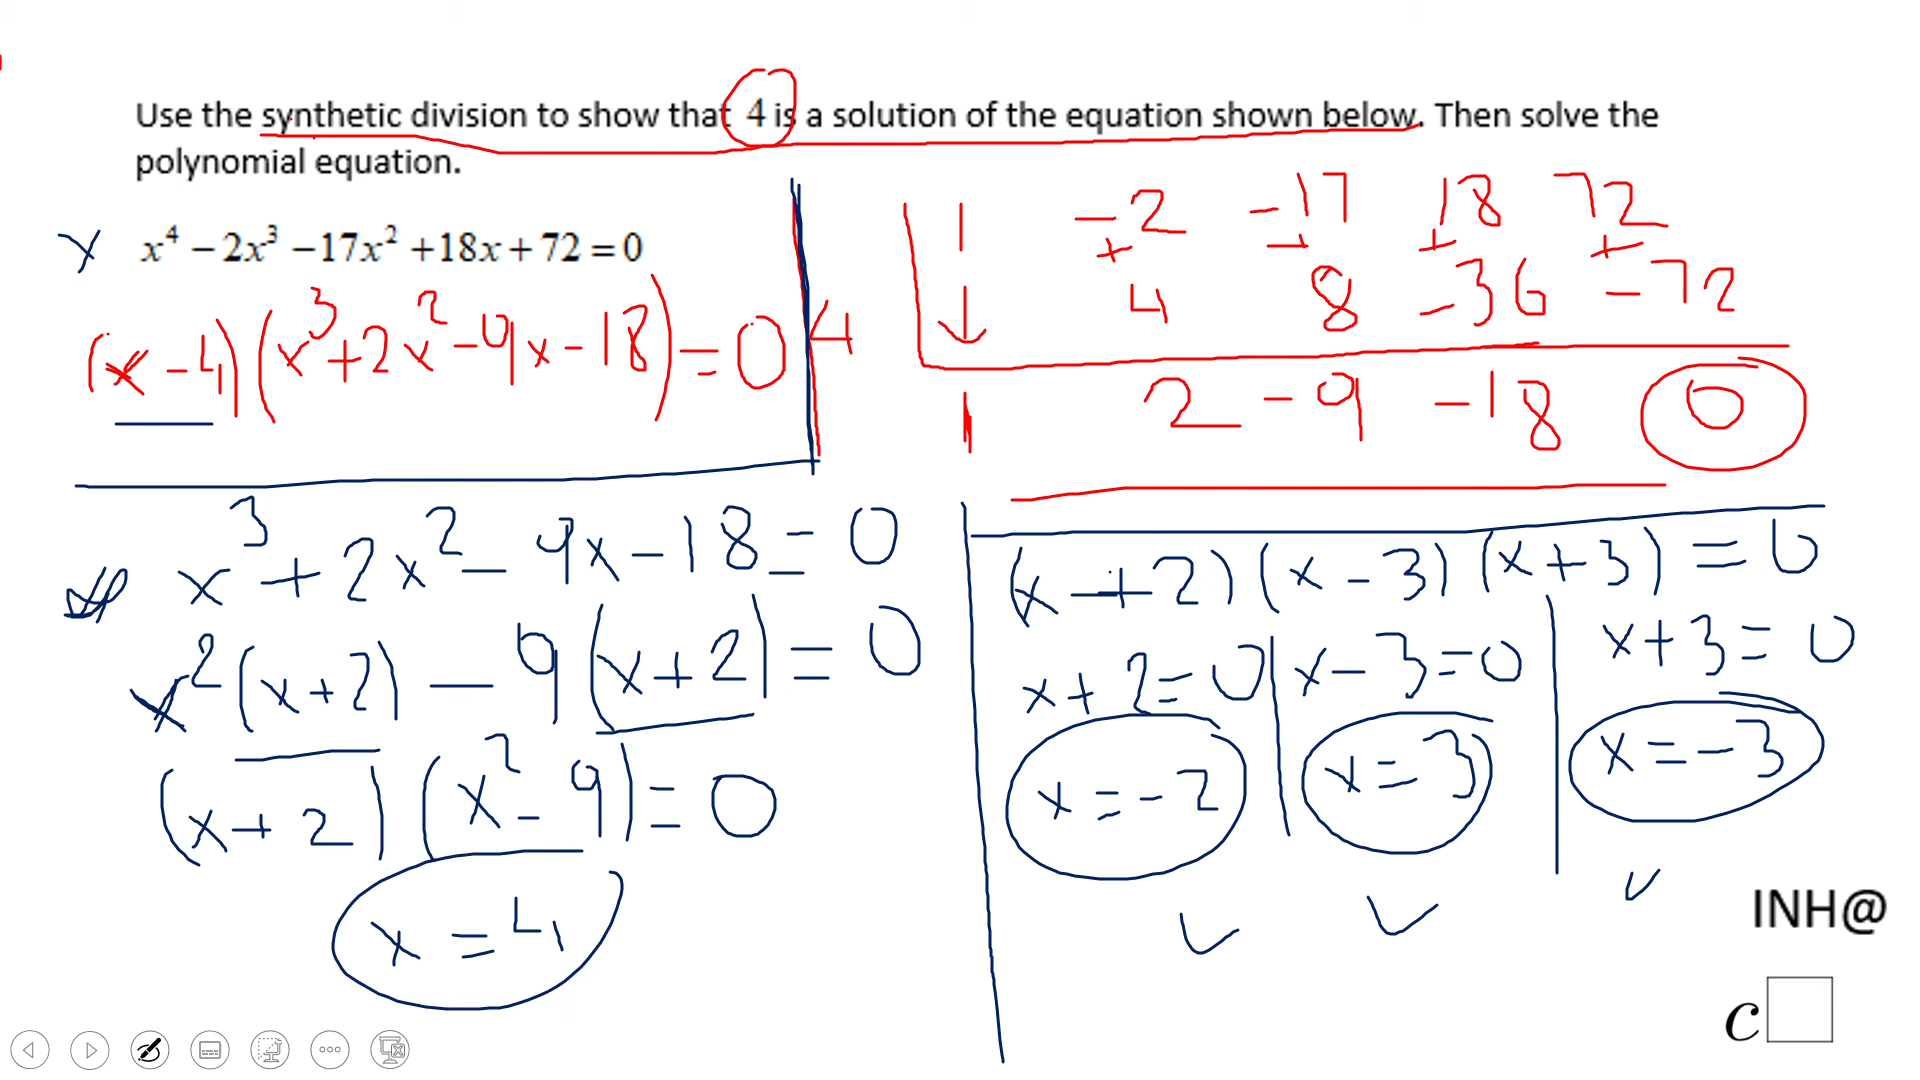 Use the synthetic division to show that 4 is a solution of the equation shown below. Then solve the
polynomial equation.
x x⁴ − 2x³ − 17x² + 18x + 72 = 0
(x − 4)(x³ + 2x² − 9x − 18) = 0
4 1 −2 −17 18 72
+ + + +
4 8 −36 −72
1 2 −9 −18 0
x³ + 2x² − 9x − 18 = 0
x²(x + 2) − 9(x + 2) = 0
(x + 2)(x² − 9) = 0
x = 4
(x + 2)(x − 3)(x + 3) = 0
x + 2 = 0 x − 3 = 0 x + 3 = 0
x = −2 x = 3 x = −3
INH@
c